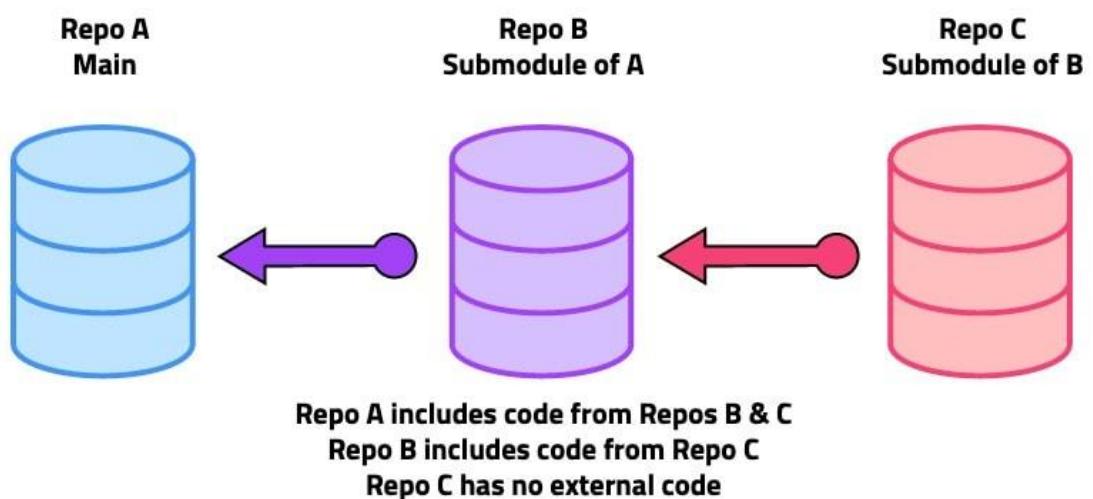 Repo A
Main
Repo B
Submodule of A
Repo C
Submodule of B
Repo A includes code from Repos B & C
Repo B includes code from Repo C
Repo C has no external code